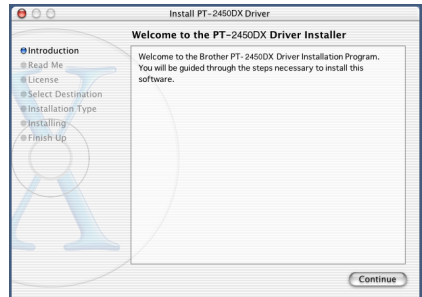 Install PT-2450DX Driver
Welcome to the PT-2450DX Driver Installer
Introduction
Read Me
License
Select Destination
Installation Type
Installing
Finish Up
Welcome to the Brother PT-2450DX Driver Installation Program.
You will be guided through the steps necessary to install this
software.
Continue